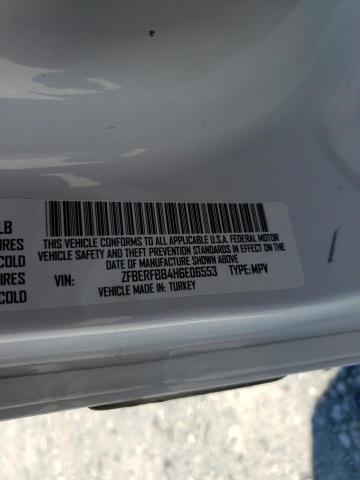 LB
THIS VEHICLE CONFORMS TO ALL APPLICABLE U.S.A. FEDERAL MOTOR
IRES VEHICLE SAFETY AND THEFT PREVENTION STANDARDS IN EFFECT ON THE
COLD DATE OF MANUFACTURE SHOWN ABOVE.
IRES VIN: ZFBERFBB4H6E06553 TYPE: MPV
COLD MADE IN: TURKEY